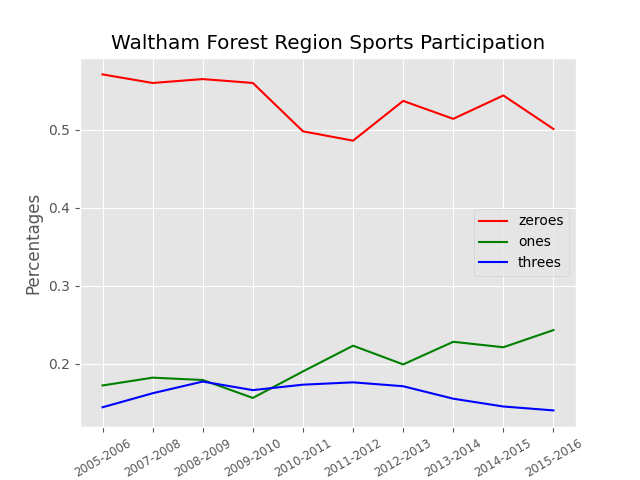 Waltham Forest Region Sports Participation
Percentages
0.5
0.4
0.3
0.2
zeroes
ones
threes
2005-2006
2007-2008
2008-2009
2009-2010
2010-2011
2011-2012
2012-2013
2013-2014
2014-2015
2015-2016